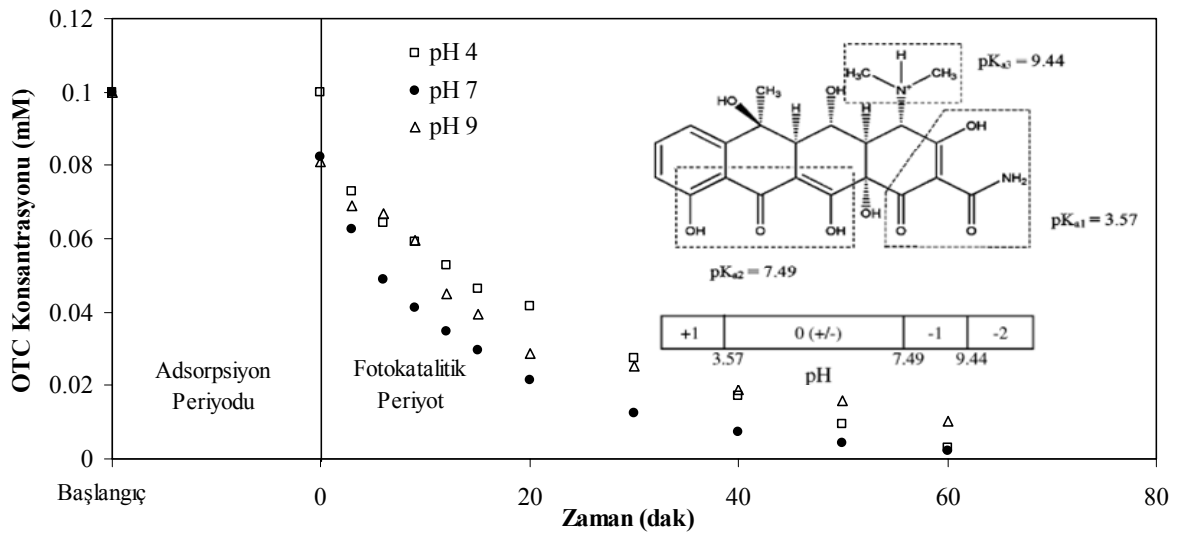 0.12
0.1
0.08
0.06
0.04
0.02
0
OTC Konsantrasyonu (mM)
pH 4
pH 7
pH 9
Adsorpsiyon
Periyodu
Fotokatalitik
Periyot
Başlangıç
0
20
40
60
80
Zaman (dak)
H
H₃C
N⁺
CH₃
pKₐ₃ = 9.44
HO
CH₃
H
OH
H
OH
NH₂
OH
O
OH
OH
O
O
pKₐ₁ = 3.57
pKₐ₂ = 7.49
+1
0 (+/-)
-1
-2
3.57
7.49
9.44
pH